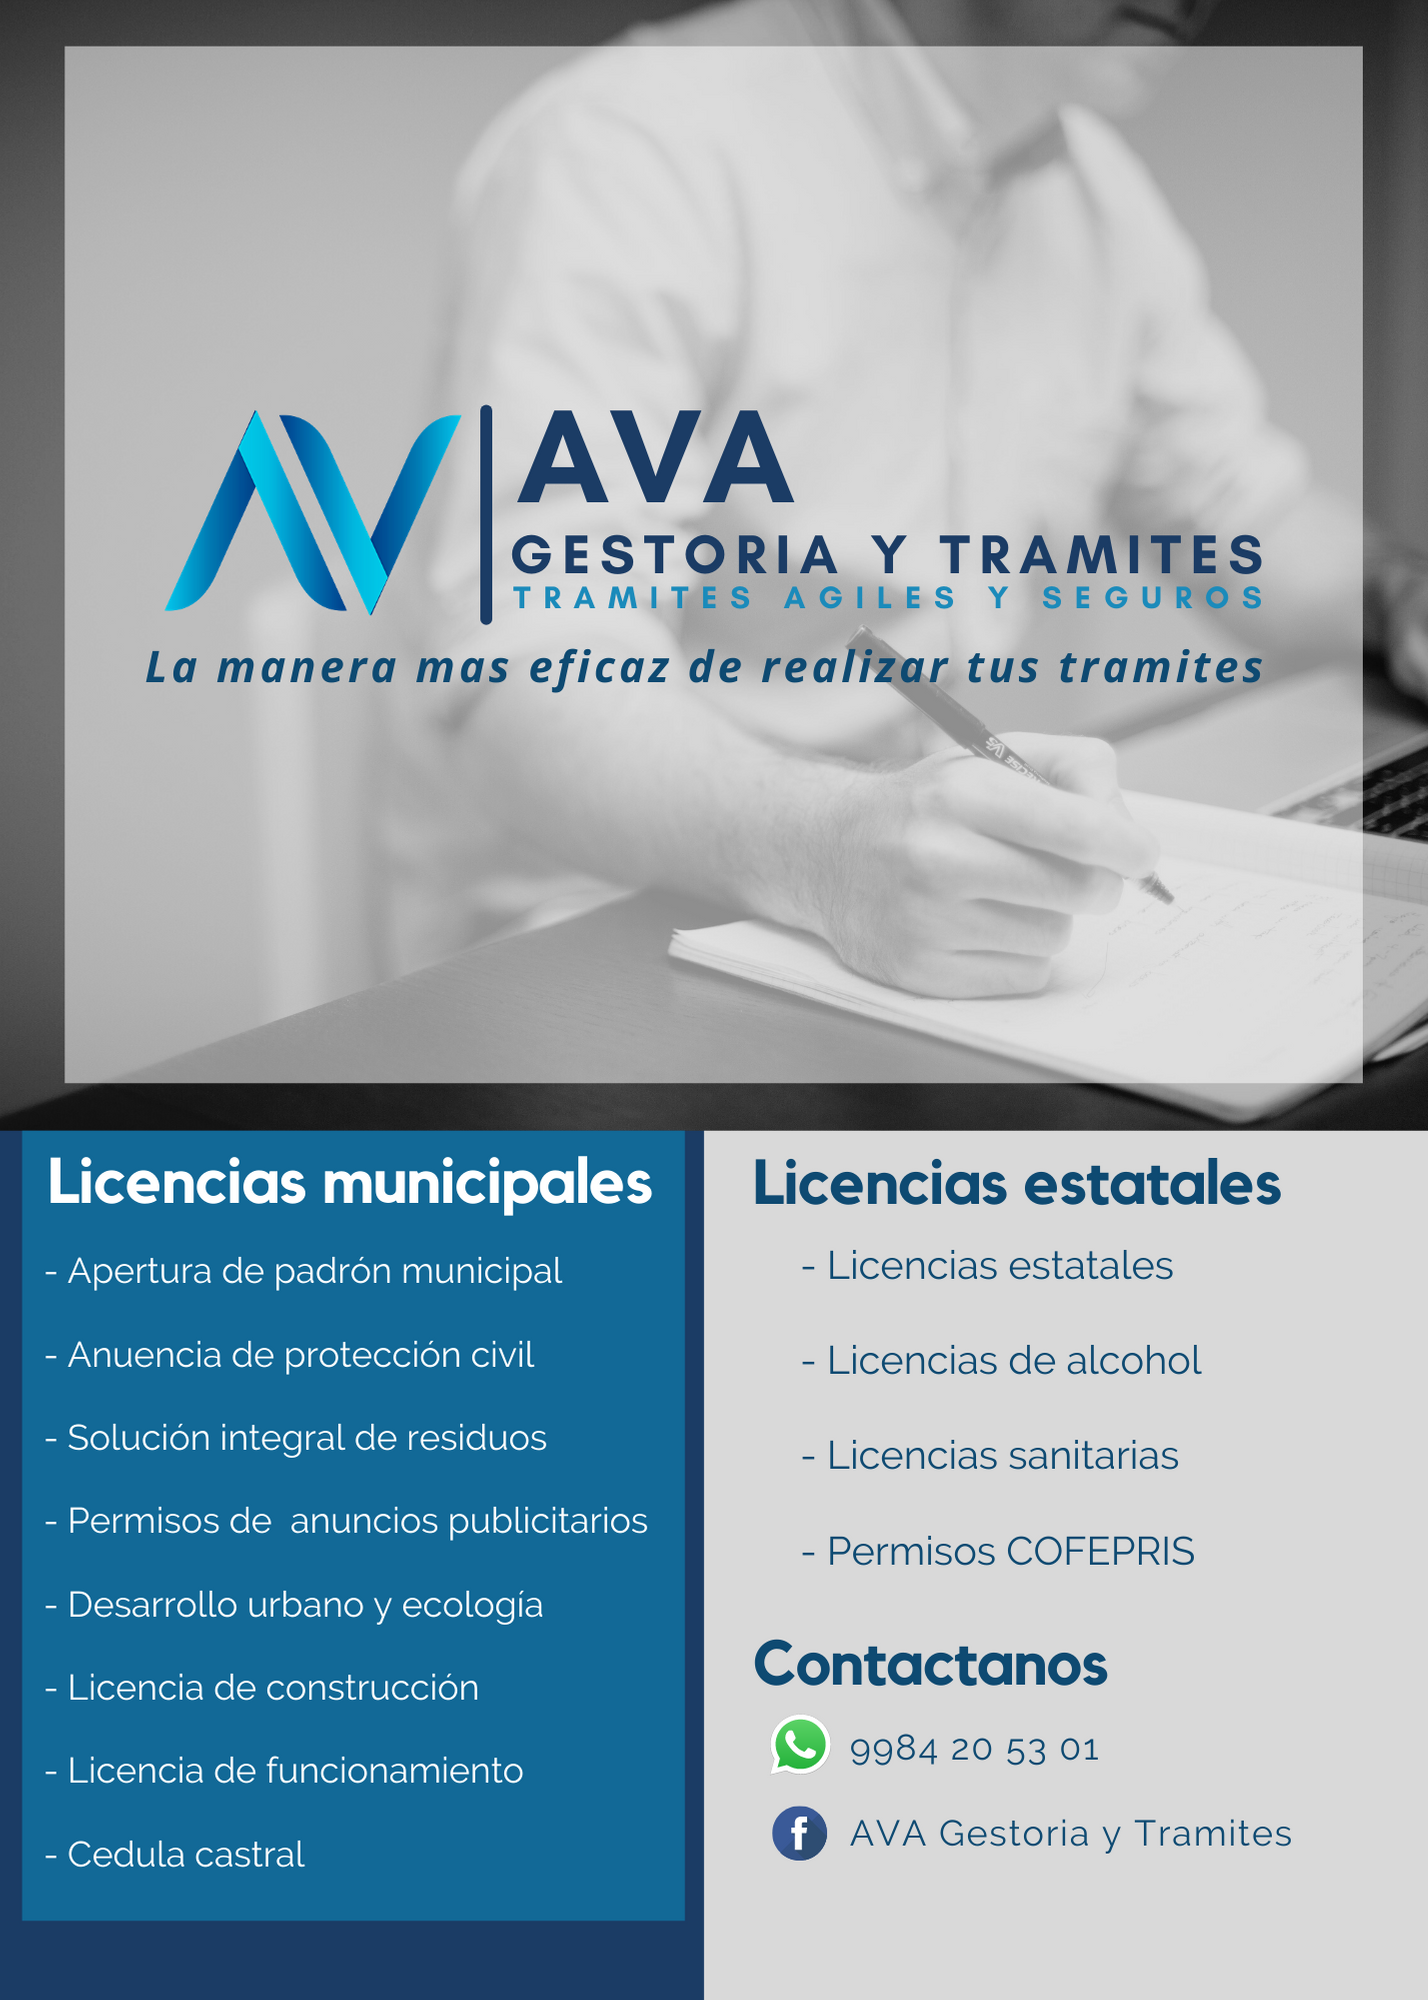 AVA
GESTORIA Y TRAMITES
TRAMITES AGILES Y SEGUROS
La manera mas eficaz de realizar tus tramites
PRECISE V5
Licencias municipales
- Apertura de padrón municipal
- Anuencia de protección civil
- Solución integral de residuos
- Permisos de  anuncios publicitarios
- Desarrollo urbano y ecología
- Licencia de construcción
- Licencia de funcionamiento
- Cedula castral
Licencias estatales
- Licencias estatales
- Licencias de alcohol
- Licencias sanitarias
- Permisos COFEPRIS
Contactanos
9984 20 53 01
AVA Gestoria y Tramites